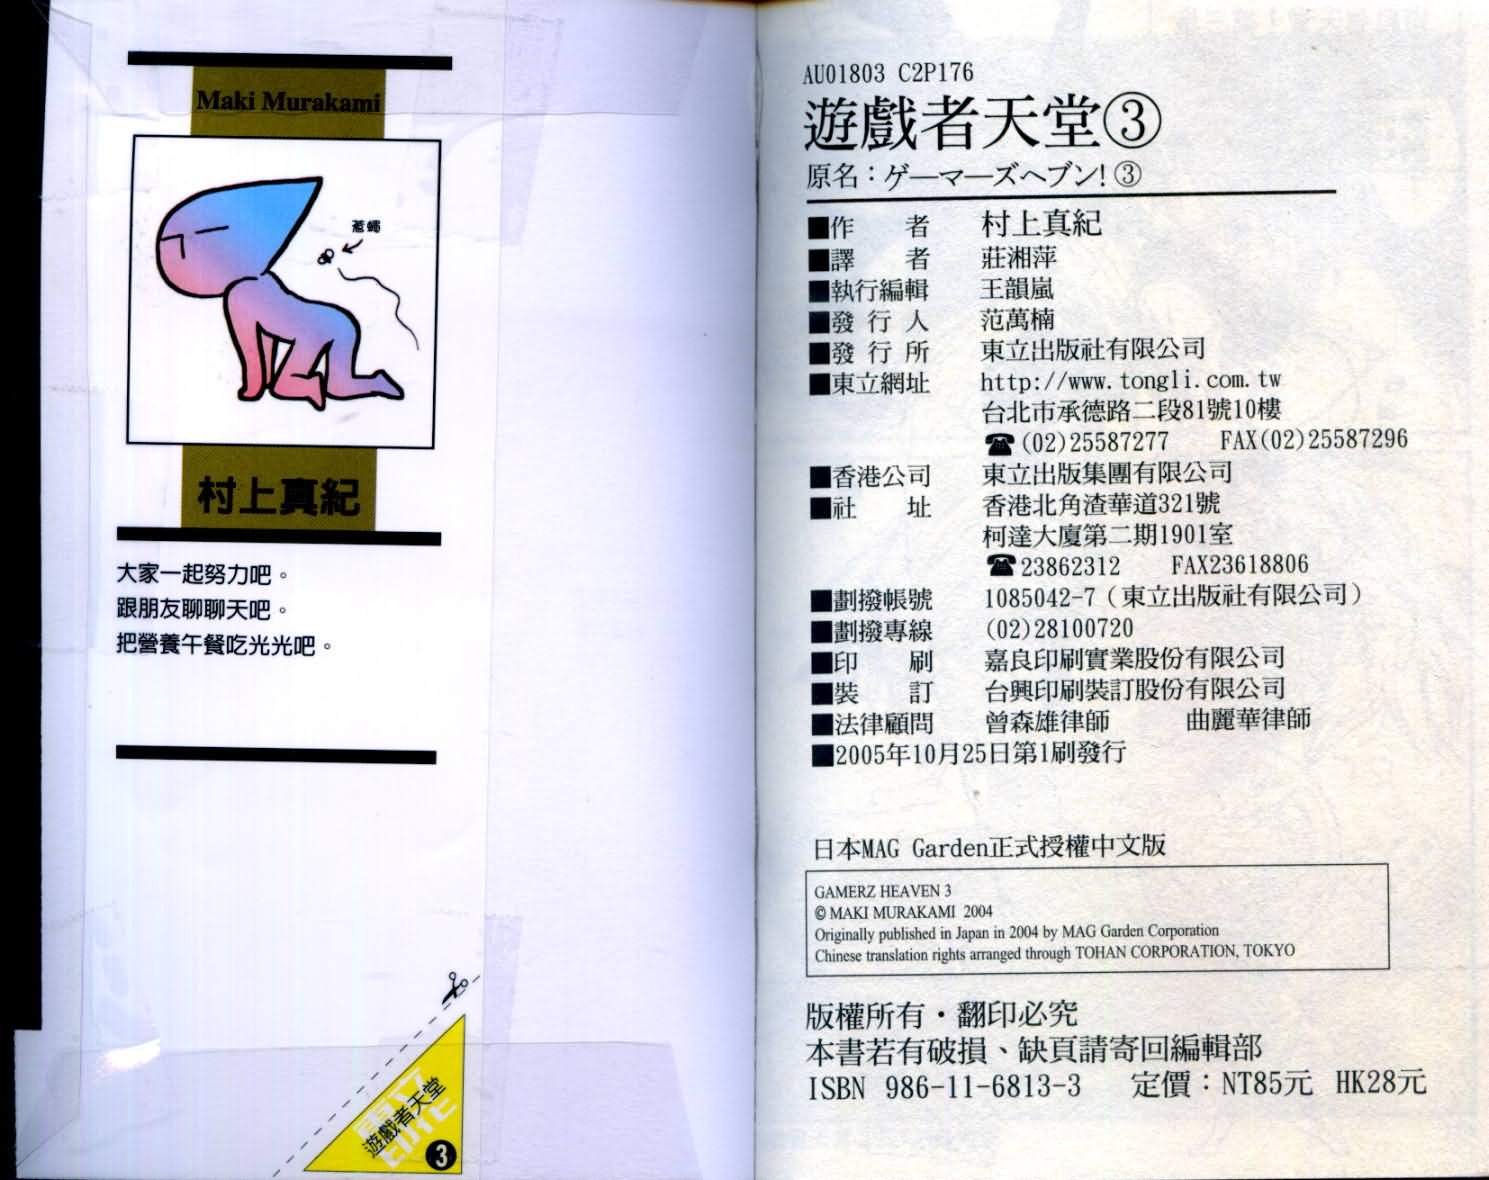 Maki Murakami
惹蠅
村上真紀
大家一起努力吧。
跟朋友聊聊天吧。
把營養午餐吃光光吧。
遊戲者天堂
3
AU01803 C2P176
遊戲者天堂③
原名：ゲーマーズヘブン!③
■作 者 村上真紀
■譯 者 莊湘萍
■執行編輯 王韻嵐
■發 行 人 范萬楠
■發 行 所 東立出版社有限公司
■東立網址 http://www.tongli.com.tw
台北市承德路二段81號10樓
☎(02)25587277 FAX(02)25587296
■香港公司 東立出版集團有限公司
■社 址 香港北角渣華道321號
柯達大廈第二期1901室
☎23862312 FAX23618806
■劃撥帳號 1085042-7（東立出版社有限公司）
■劃撥專線 (02)28100720
■印 刷 嘉良印刷實業股份有限公司
■裝 訂 台興印刷裝訂股份有限公司
■法律顧問 曾森雄律師 曲麗華律師
■2005年10月25日第1刷發行
日本MAG Garden正式授權中文版
GAMERZ HEAVEN 3
© MAKI MURAKAMI 2004
Originally published in Japan in 2004 by MAG Garden Corporation
Chinese translation rights arranged through TOHAN CORPORATION, TOKYO
版權所有・翻印必究
本書若有破損、缺頁請寄回編輯部
ISBN 986-11-6813-3 定價：NT85元 HK28元